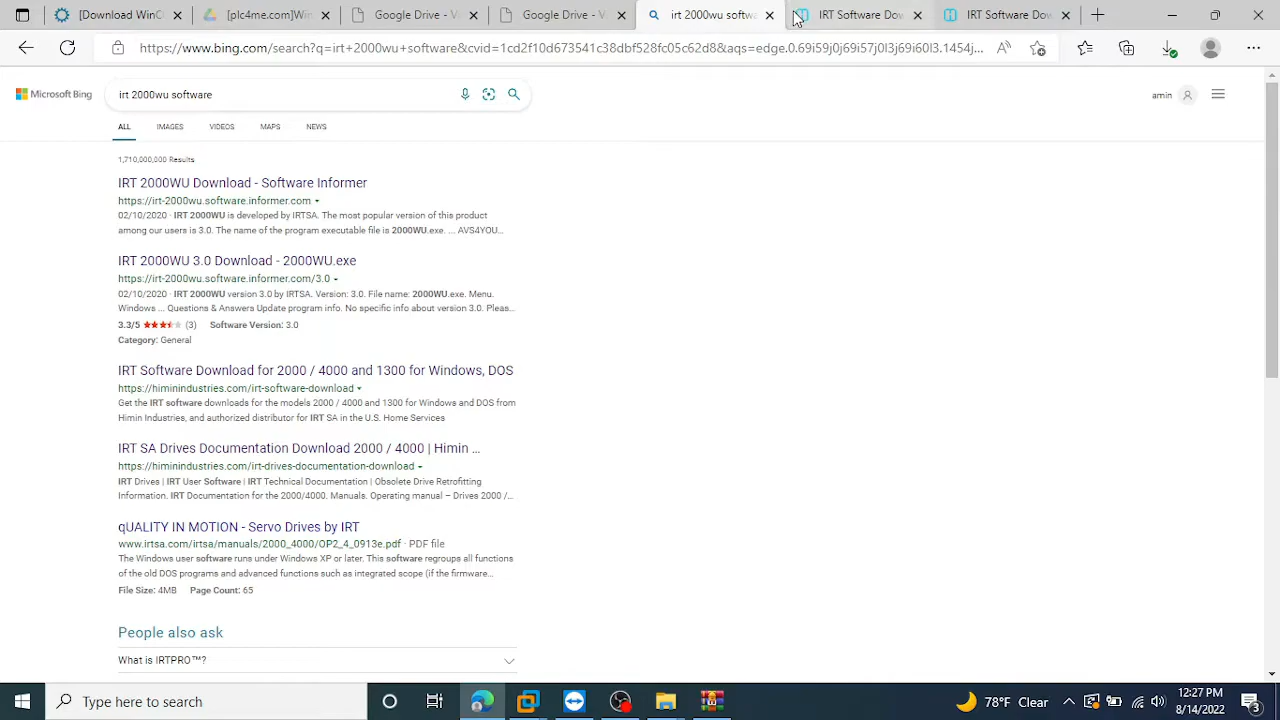 [Download WinC
[plc4me.com]Win
Google Drive - V
Google Drive - V
irt 2000wu softw
IRT Software Dow
IRT Software Dow
https://www.bing.com/search?q=irt+2000wu+software&cvid=1cd2f10d673541c38dbf528fc05c62d8&aqs=edge.0.69i59j0j69i57j0l3j69i60l3.1454j...
Microsoft Bing
irt 2000wu software
amin
ALL IMAGES VIDEOS MAPS NEWS
1,710,000,000 Results
IRT 2000WU Download - Software Informer
https://irt-2000wu.software.informer.com
02/10/2020 · IRT 2000WU is developed by IRTSA. The most popular version of this product
among our users is 3.0. The name of the program executable file is 2000WU.exe. ... AVS4YOU...
IRT 2000WU 3.0 Download - 2000WU.exe
https://irt-2000wu.software.informer.com/3.0
02/10/2020 · IRT 2000WU version 3.0 by IRTSA. Version: 3.0. File name: 2000WU.exe. Menu.
Windows ... Questions & Answers Update program info. No specific info about version 3.0. Pleas...
3.3/5 (3) Software Version: 3.0
Category: General
IRT Software Download for 2000 / 4000 and 1300 for Windows, DOS
https://himinindustries.com/irt-software-download
Get the IRT software downloads for the models 2000 / 4000 and 1300 for Windows and DOS from
Himin Industries, and authorized distributor for IRT SA in the U.S. Home Services
IRT SA Drives Documentation Download 2000 / 4000 | Himin ...
https://himinindustries.com/irt-drives-documentation-download
IRT Drives | IRT User Software | IRT Technical Documentation | Obsolete Drive Retrofitting
Information. IRT Documentation for the 2000/4000. Manuals. Operating manual – Drives 2000 /...
qUALITY IN MOTION - Servo Drives by IRT
www.irtsa.com/irtsa/manuals/2000_4000/OP2_4_0913e.pdf · PDF file
The Windows user software runs under Windows XP or later. This software regroups all functions
of the old DOS programs and advanced functions such as integrated scope (if the firmware...
File Size: 4MB Page Count: 65
People also ask
What is IRTPRO™?
Type here to search
78°F Clear
12:27 PM
8/14/2022
3